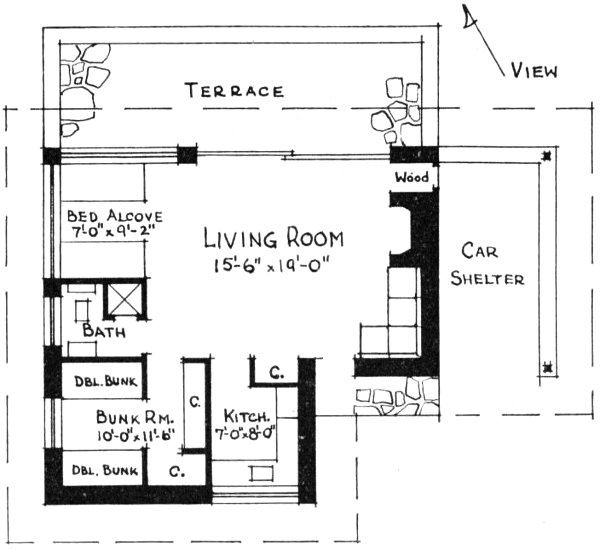 VIEW
TERRACE
Wood
BED ALCOVE
7'-0" x 9'-2"
LIVING ROOM
15'-6" x 19'-0"
CAR
SHELTER
BATH
DBL. BUNK
C.
C.
BUNK RM.
10'-0" x 11'-6"
KITCH.
7'-0" x 8'-0"
DBL. BUNK
C.